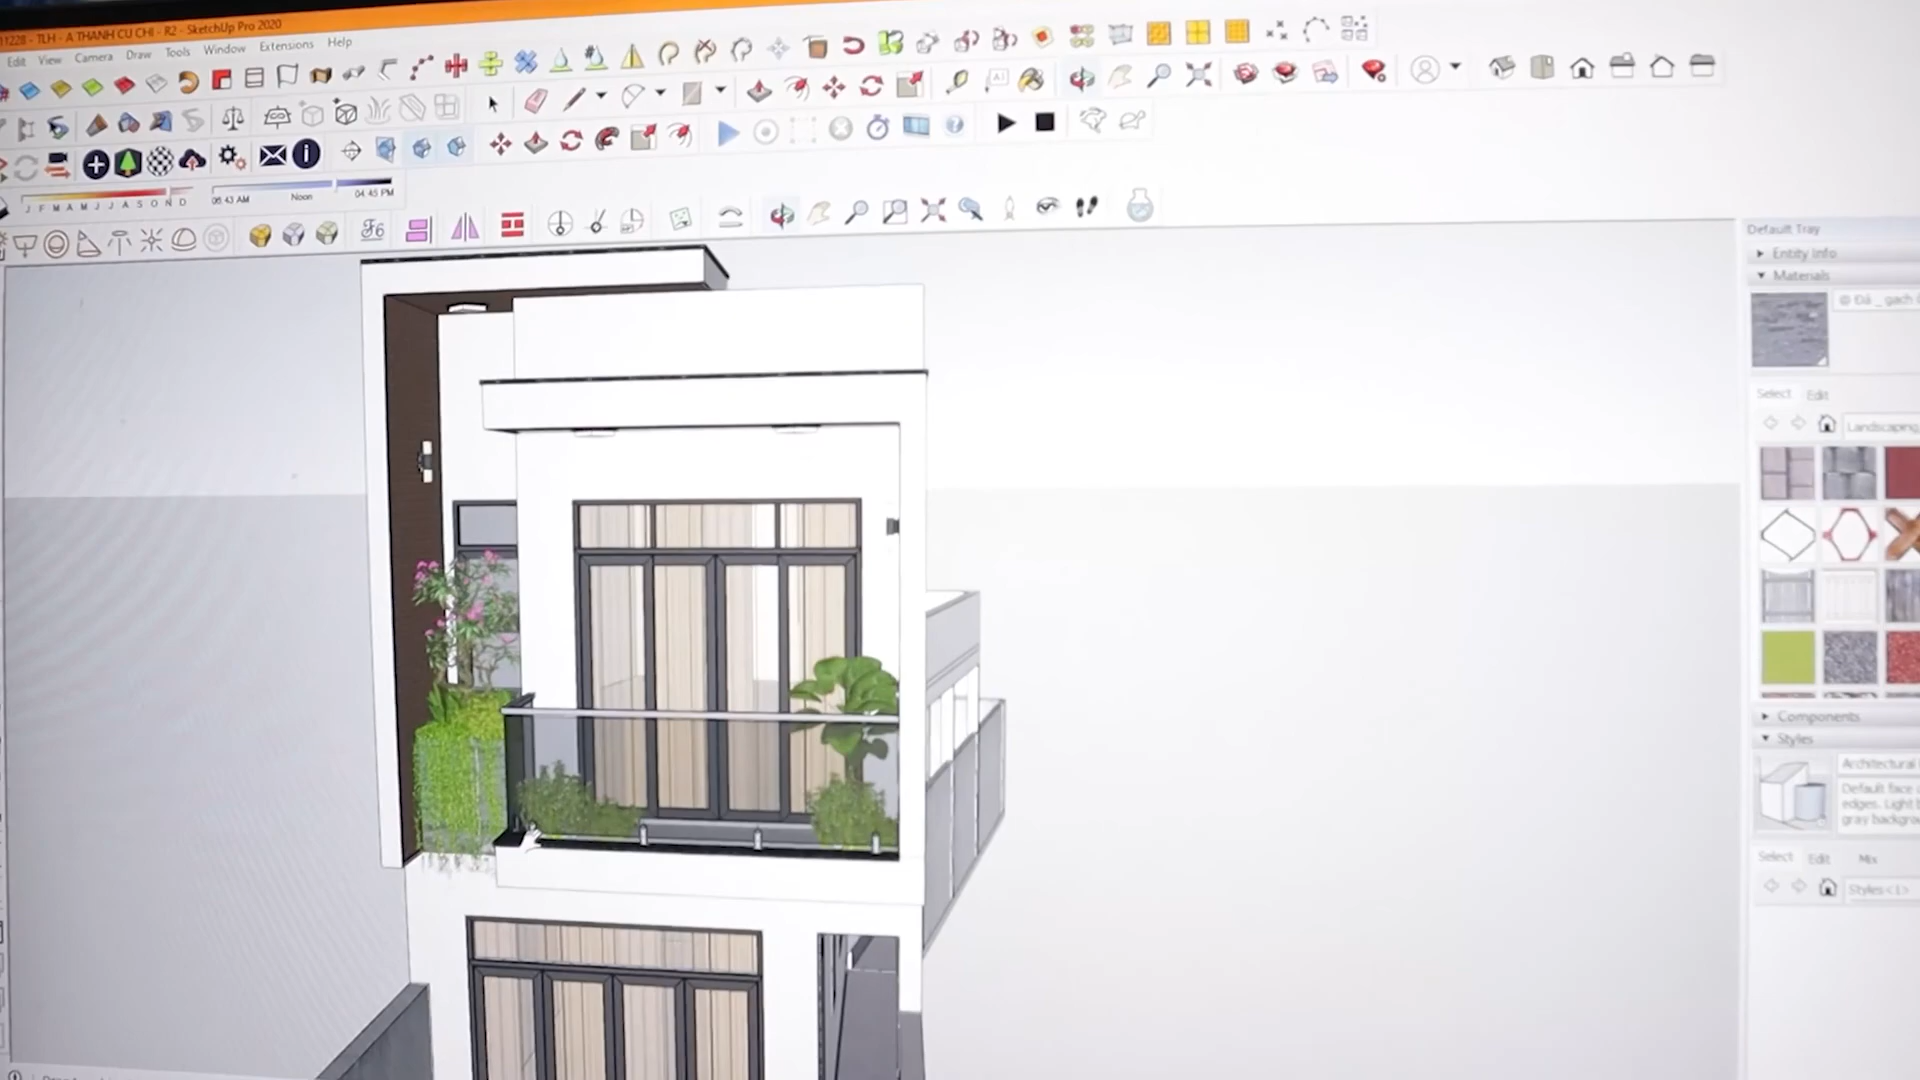 11228 - TLH - A THANH CU CHI - R2 - SketchUp Pro 2020
Edit View Camera Draw Tools Window Extensions Help
J F M A M J J A S O N D
06:43 AM Noon 04:45 PM
Default Tray
Entity Info
Materials
Select Edit
Landscaping,
Components
Styles
Architectural
Default face
edges. Light
gray backgro
Select Edit Mix
Styles